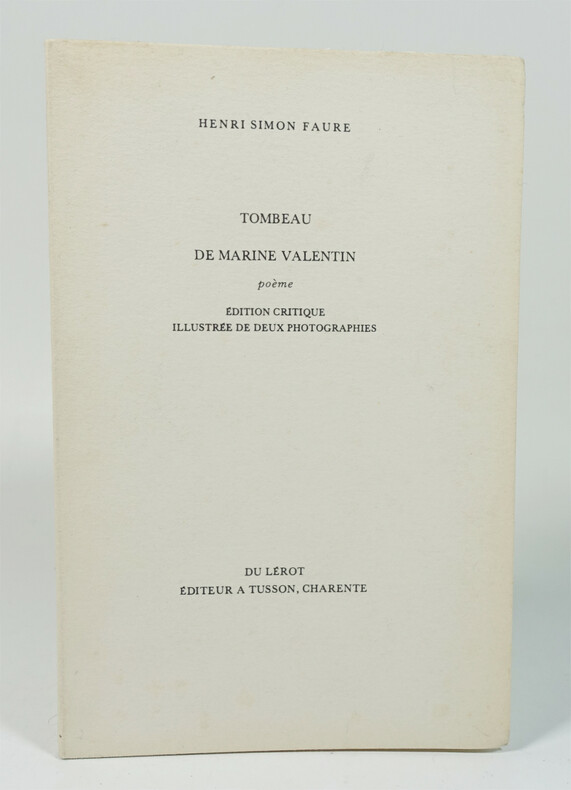 HENRI SIMON FAURE
TOMBEAU
DE MARINE VALENTIN
poème
ÉDITION CRITIQUE
ILLUSTRÉE DE DEUX PHOTOGRAPHIES
DU LÉROT
ÉDITEUR A TUSSON, CHARENTE